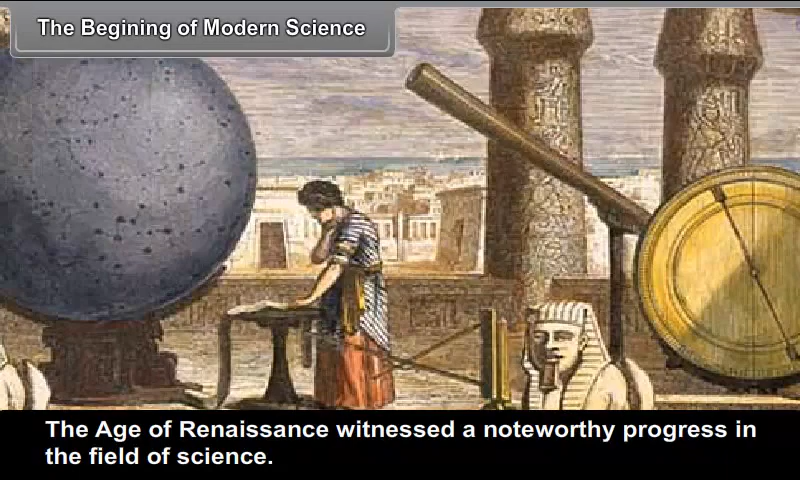 The Begining of Modern Science
The Age of Renaissance witnessed a noteworthy progress in
the field of science.